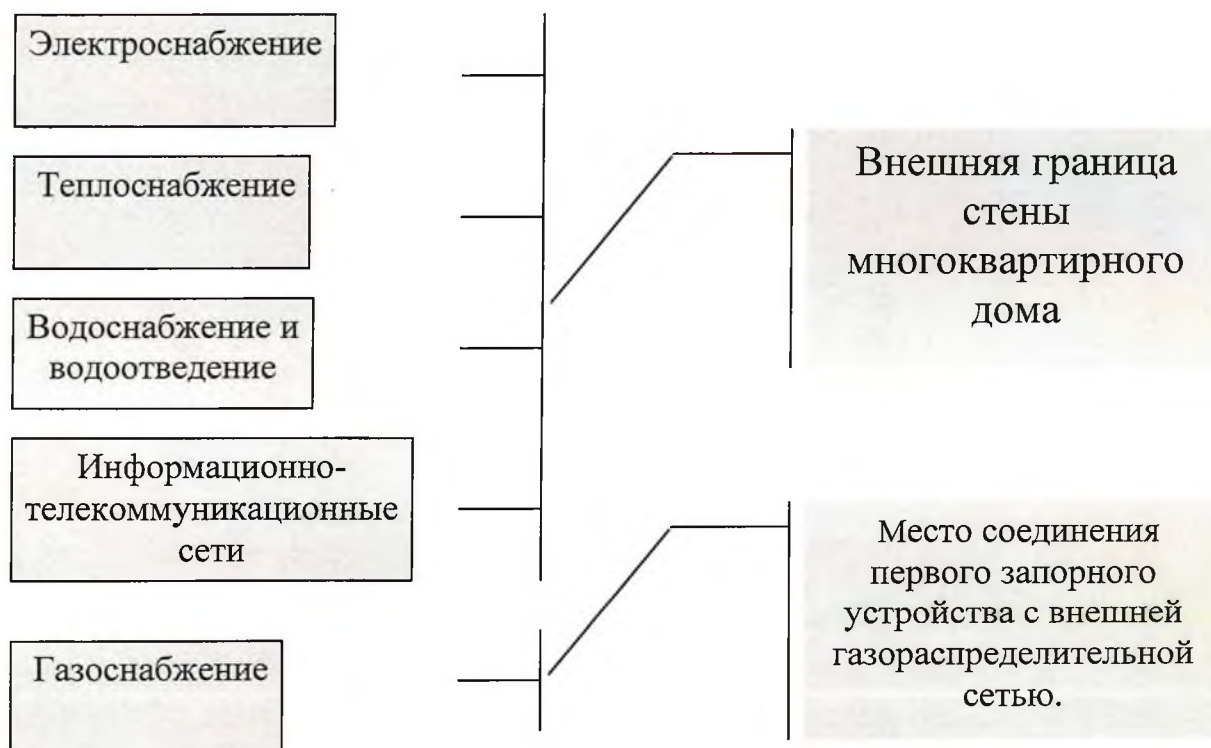 Электроснабжение
Теплоснабжение
Водоснабжение и
водоотведение
Информационно-
телекоммуникационные
сети
Газоснабжение
Внешняя граница
стены
многоквартирного
дома
Место соединения
первого запорного
устройства с внешней
газораспределительной
сетью.